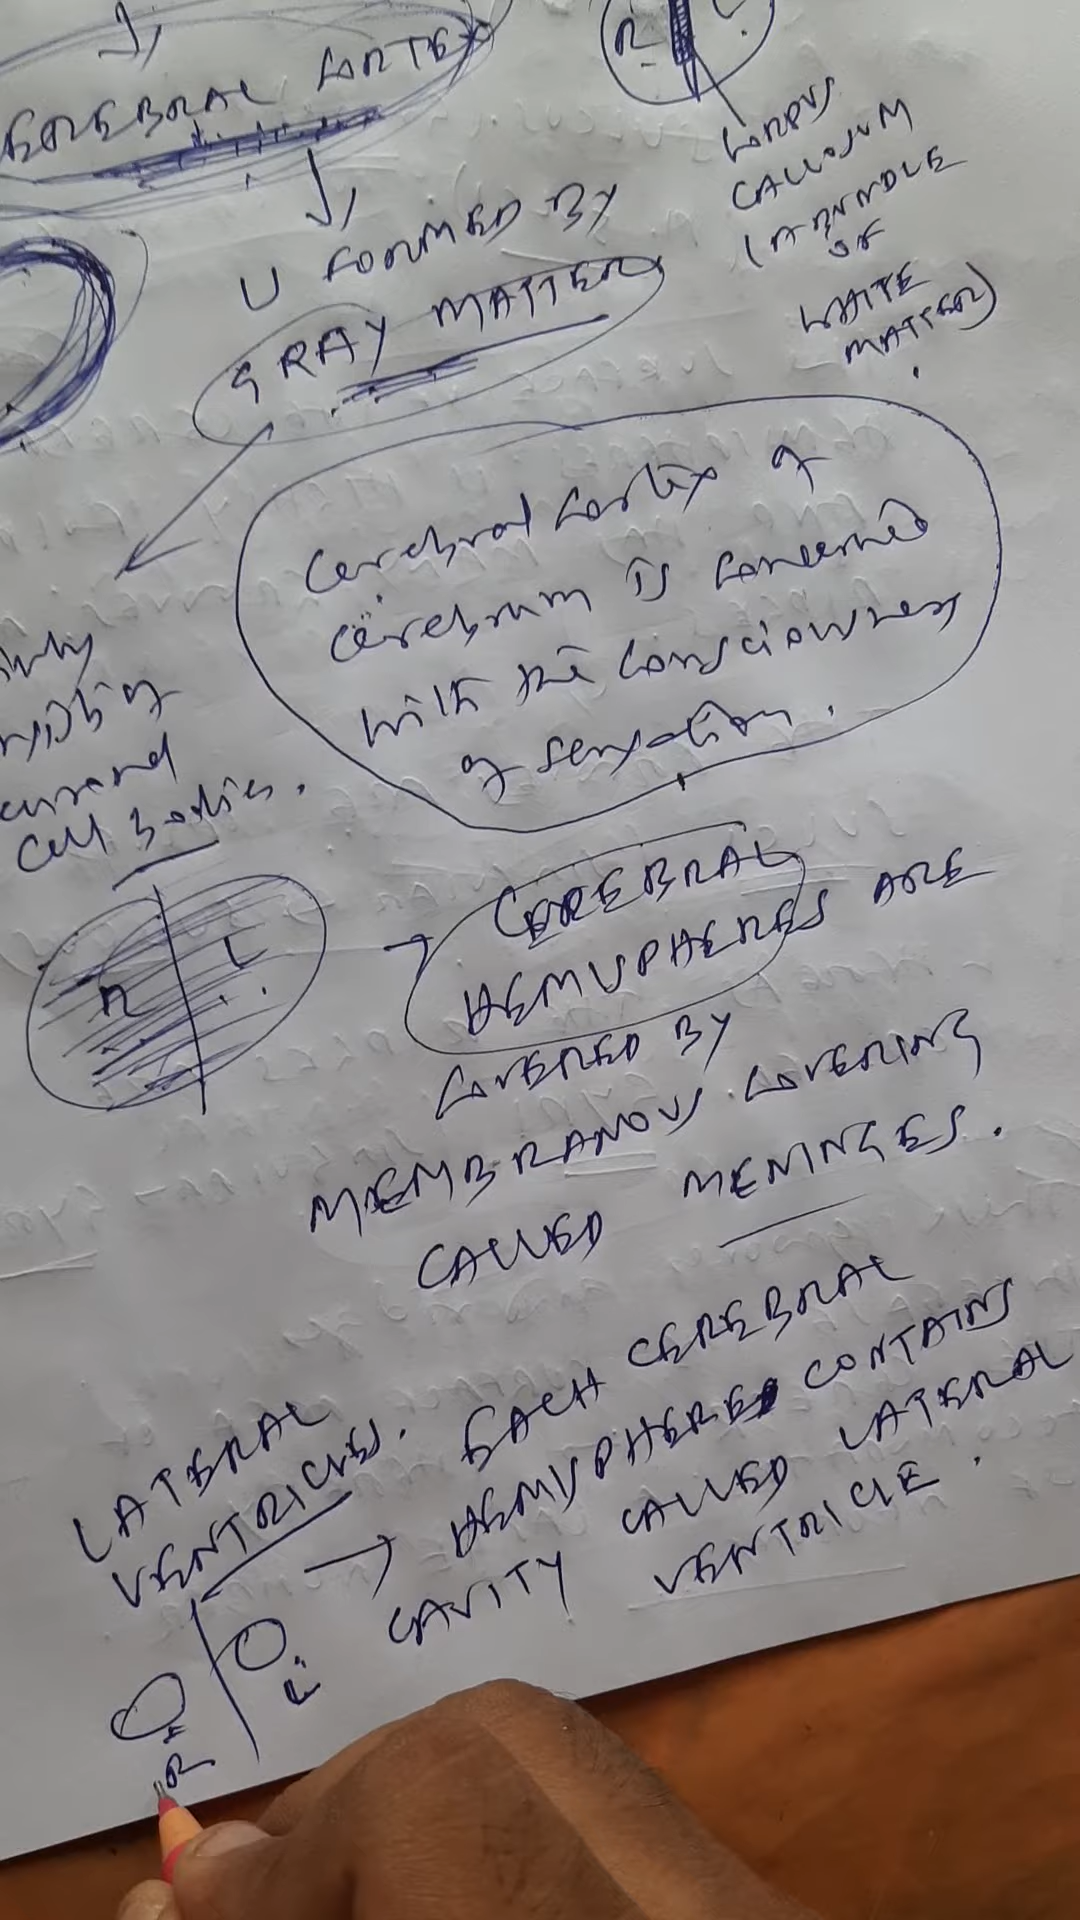 CEREBRAL CORTEX
R L
CORPUS
CALLOSUM
(A BUNDLE
OF
WHITE
MATTER)
U FORMED BY
GRAY MATTER
Cerebral Cortex of
cerebrum is concerned
with the consciousness
of sensation.
cell bodies.
R L
CEREBRAL
HEMISPHERES ARE
COVERED BY
MEMBRANOUS COVERING
CALLED MENINGES.
LATERAL
VENTRICLES.
EACH CEREBRAL
HEMISPHERE CONTAINS
CAVITY CALLED LATERAL
VENTRICLE.
L
R